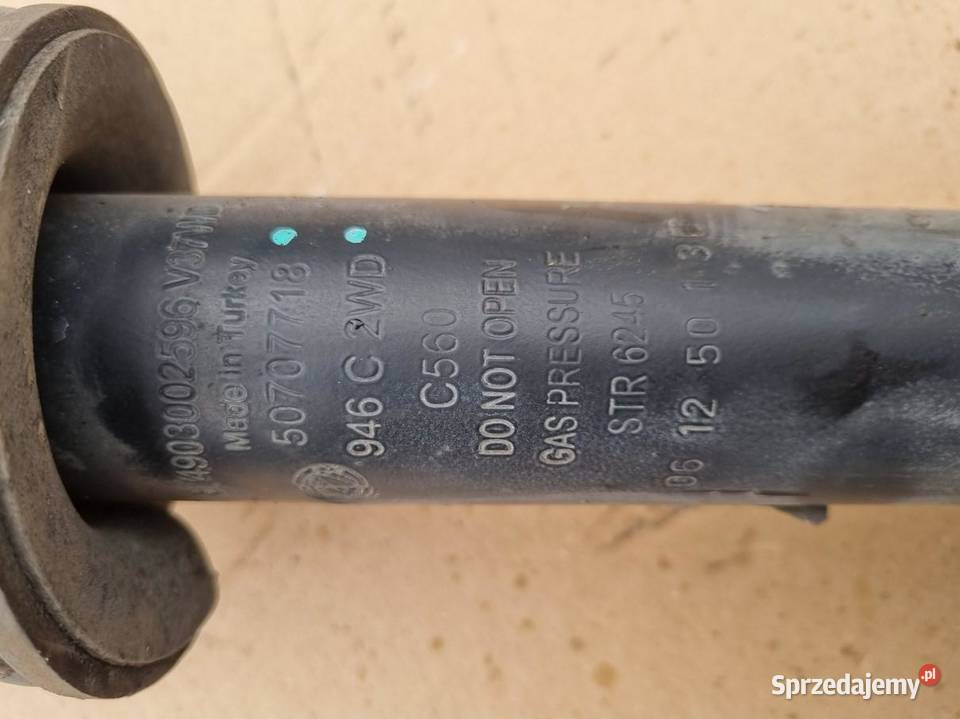 Made in Turkey
50707718
946 C 2WD
C560
DO NOT OPEN
GAS PRESSURE
STR 6245
06 12 50
Sprzedajemy.pl